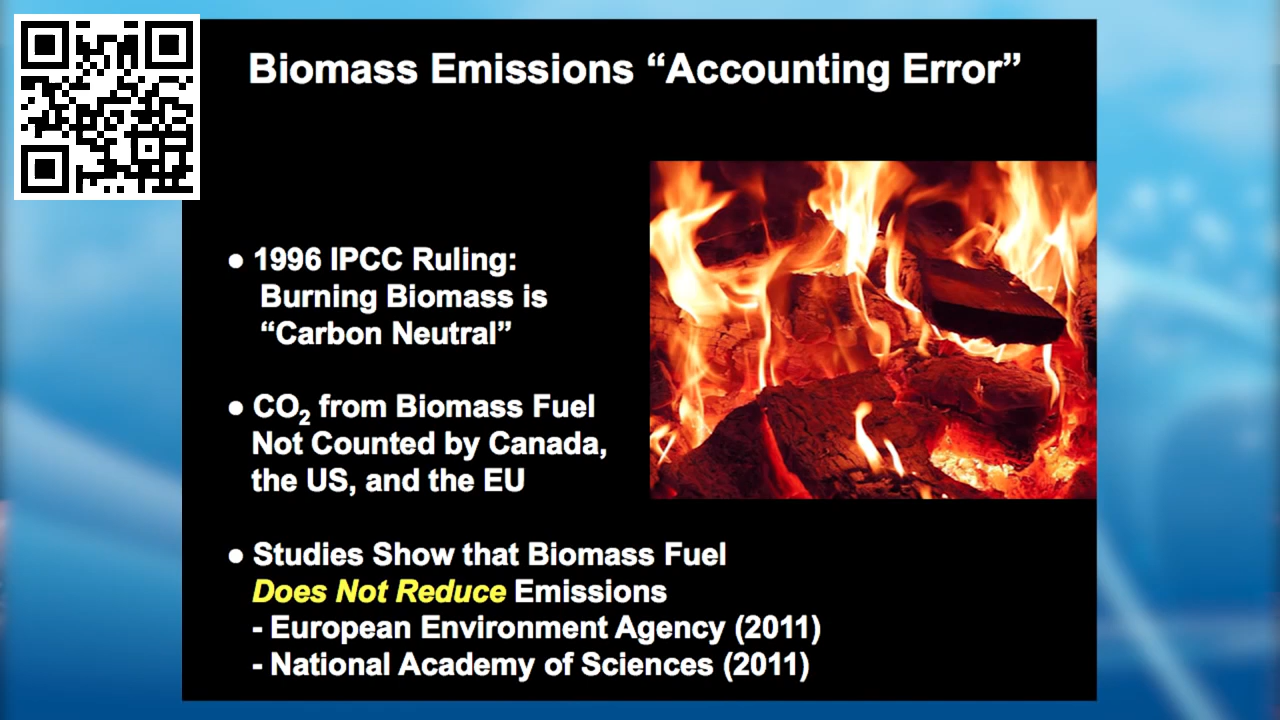 Biomass Emissions “Accounting Error”
● 1996 IPCC Ruling:
Burning Biomass is
“Carbon Neutral”
● CO₂ from Biomass Fuel
Not Counted by Canada,
the US, and the EU
● Studies Show that Biomass Fuel
Does Not Reduce Emissions
- European Environment Agency (2011)
- National Academy of Sciences (2011)